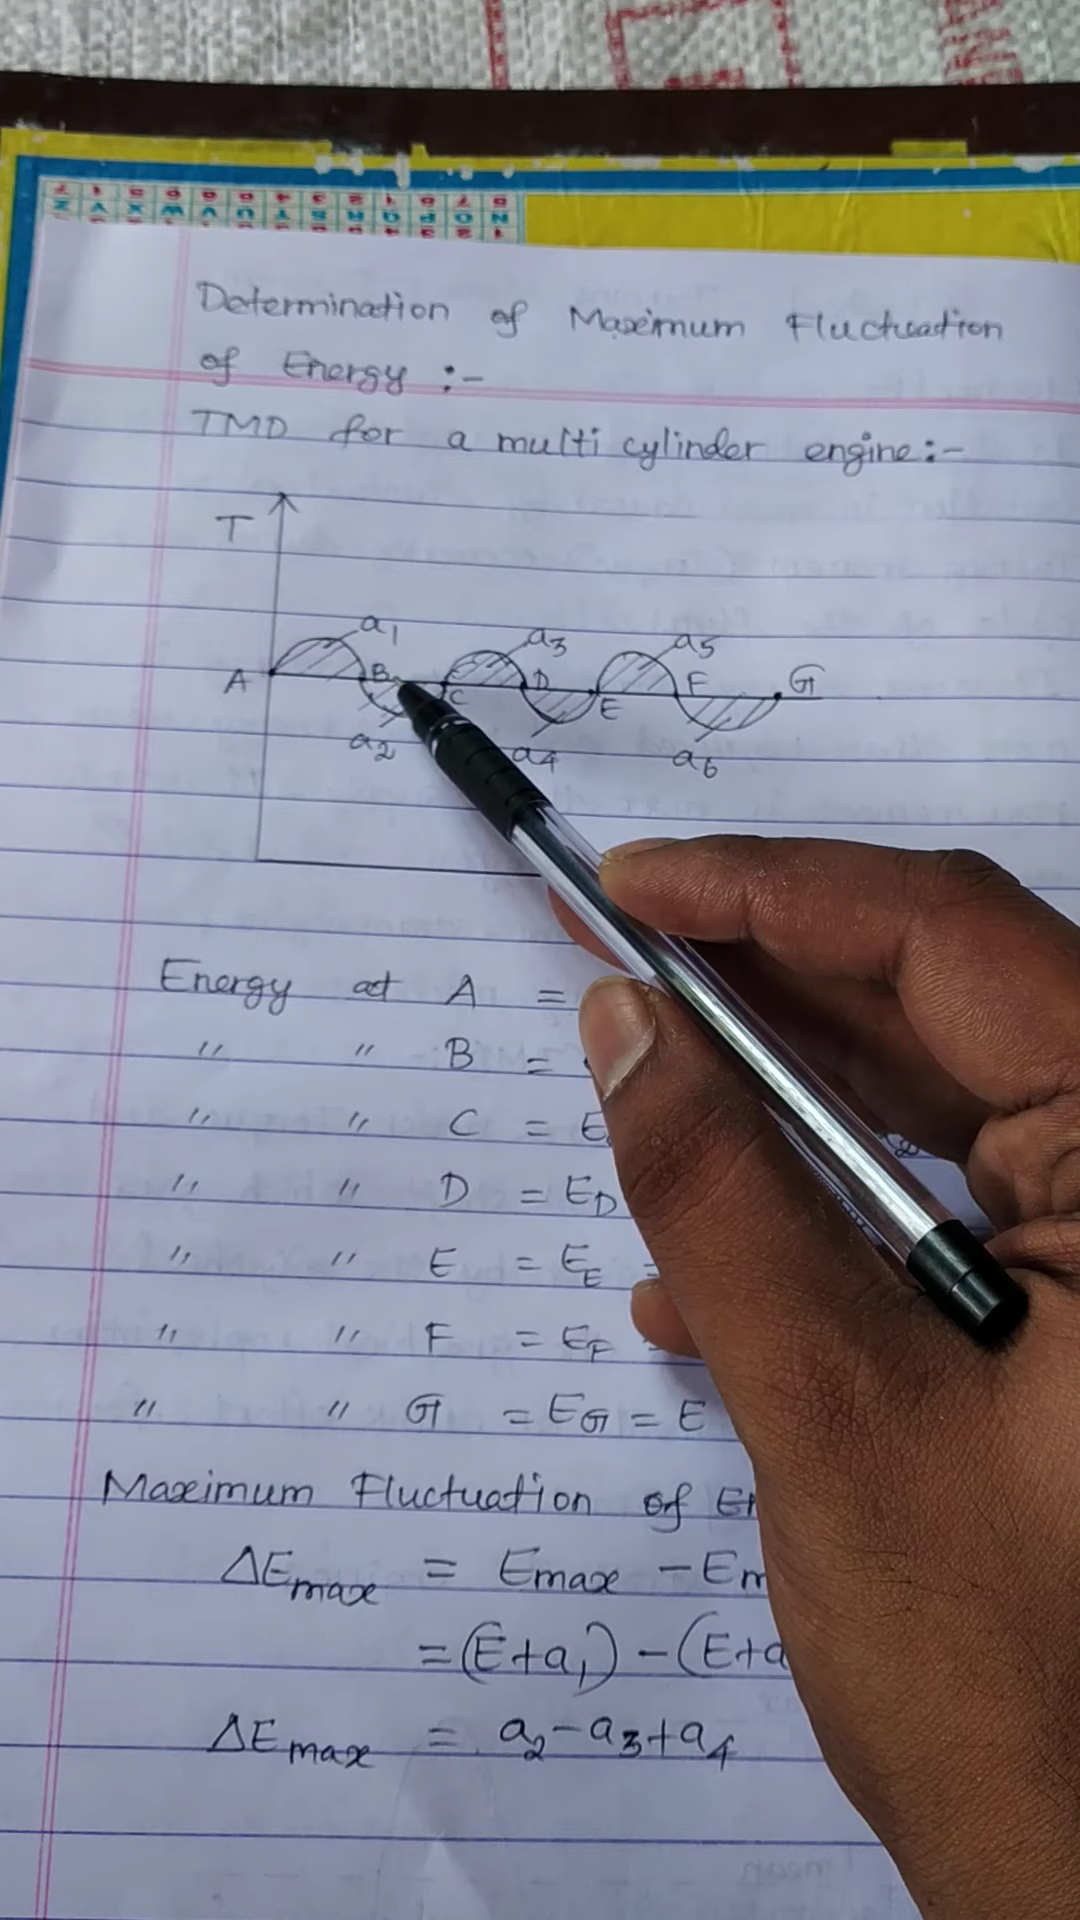 Determination of Maximum Fluctuation
of Energy :-
TMD for a multi cylinder engine:-
T
a1 a3 a5
A B C D E F G
a2 a4 a6
Energy at A =
" " B =
" " C = E
" " D = ED
" " E = EE =
" " F = EF =
" " G = EG = E
Maximum Fluctuation of
ΔEmax = Emax - Em
= (E+a1) - (E+a
ΔEmax = a2-a3+a4